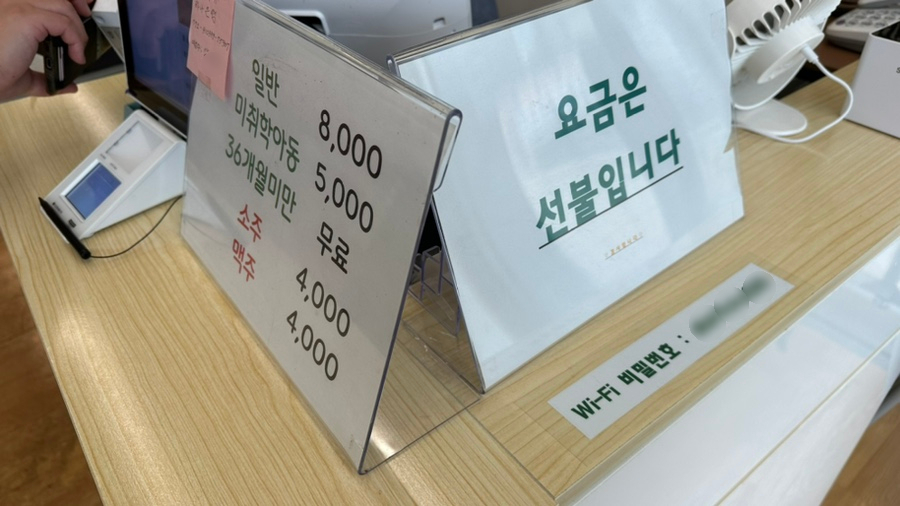 일반 8,000
미취학아동 5,000
36개월미만 무료
소주 4,000
맥주 4,000
요금은
선불입니다
Wi-Fi 비밀번호 :